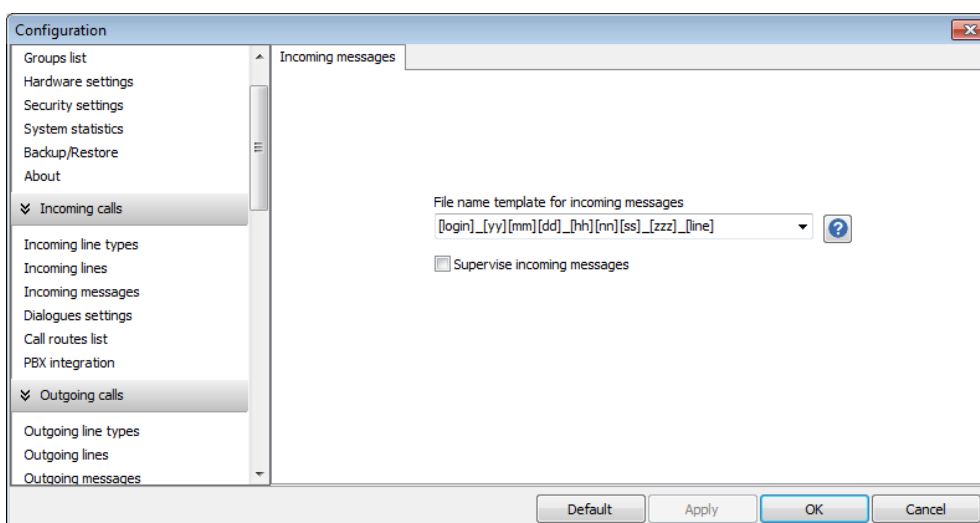 Configuration
Groups list
Hardware settings
Security settings
System statistics
Backup/Restore
About
Incoming calls
Incoming line types
Incoming lines
Incoming messages
Dialogues settings
Call routes list
PBX integration
Outgoing calls
Outgoing line types
Outgoing lines
Outgoing messages
Incoming messages
File name template for incoming messages
[login]_[yy][mm][dd]_[hh][nn][ss]_[zzz]_[line]
?
Supervise incoming messages
Default Apply OK Cancel